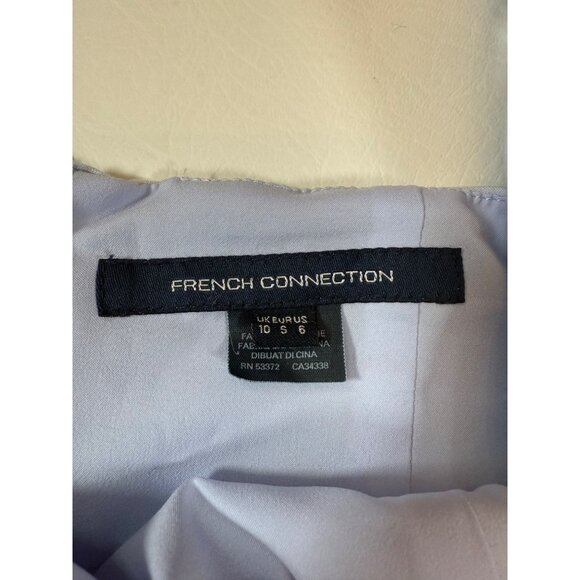 FRENCH CONNECTION
UK EUR US
10 S 6
DIBUAT DI CINA
RN 53372 CA34338